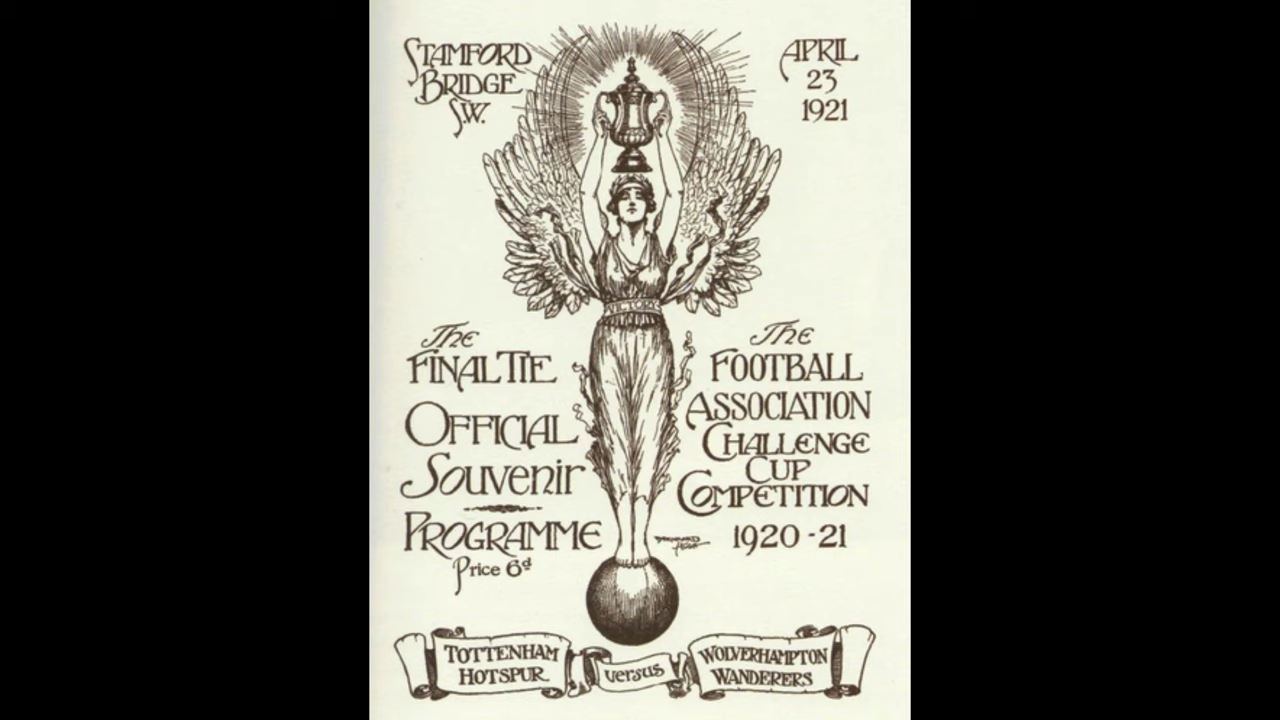 STAMFORD
BRIDGE
S.W.
APRIL
23
1921
VICTORY
The
FINAL TIE
OFFICIAL
Souvenir
PROGRAMME
Price 6d
The
FOOTBALL
ASSOCIATION
CHALLENGE
CUP
COMPETITION
1920-21
TOTTENHAM
HOTSPUR
versus
WOLVERHAMPTON
WANDERERS